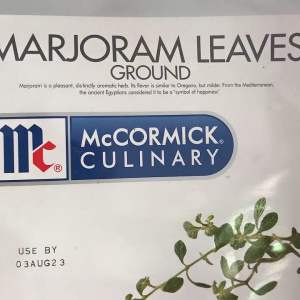 MARJORAM LEAVES
GROUND
Marjoram is a pleasant, distinctly aromatic herb. Its flavor is similar to Oregano, but milder. From the Mediterranean,
the ancient Egyptians considered it to be a "symbol of happiness"
Mc®
McCORMICK®
CULINARY™
USE BY
03AUG23